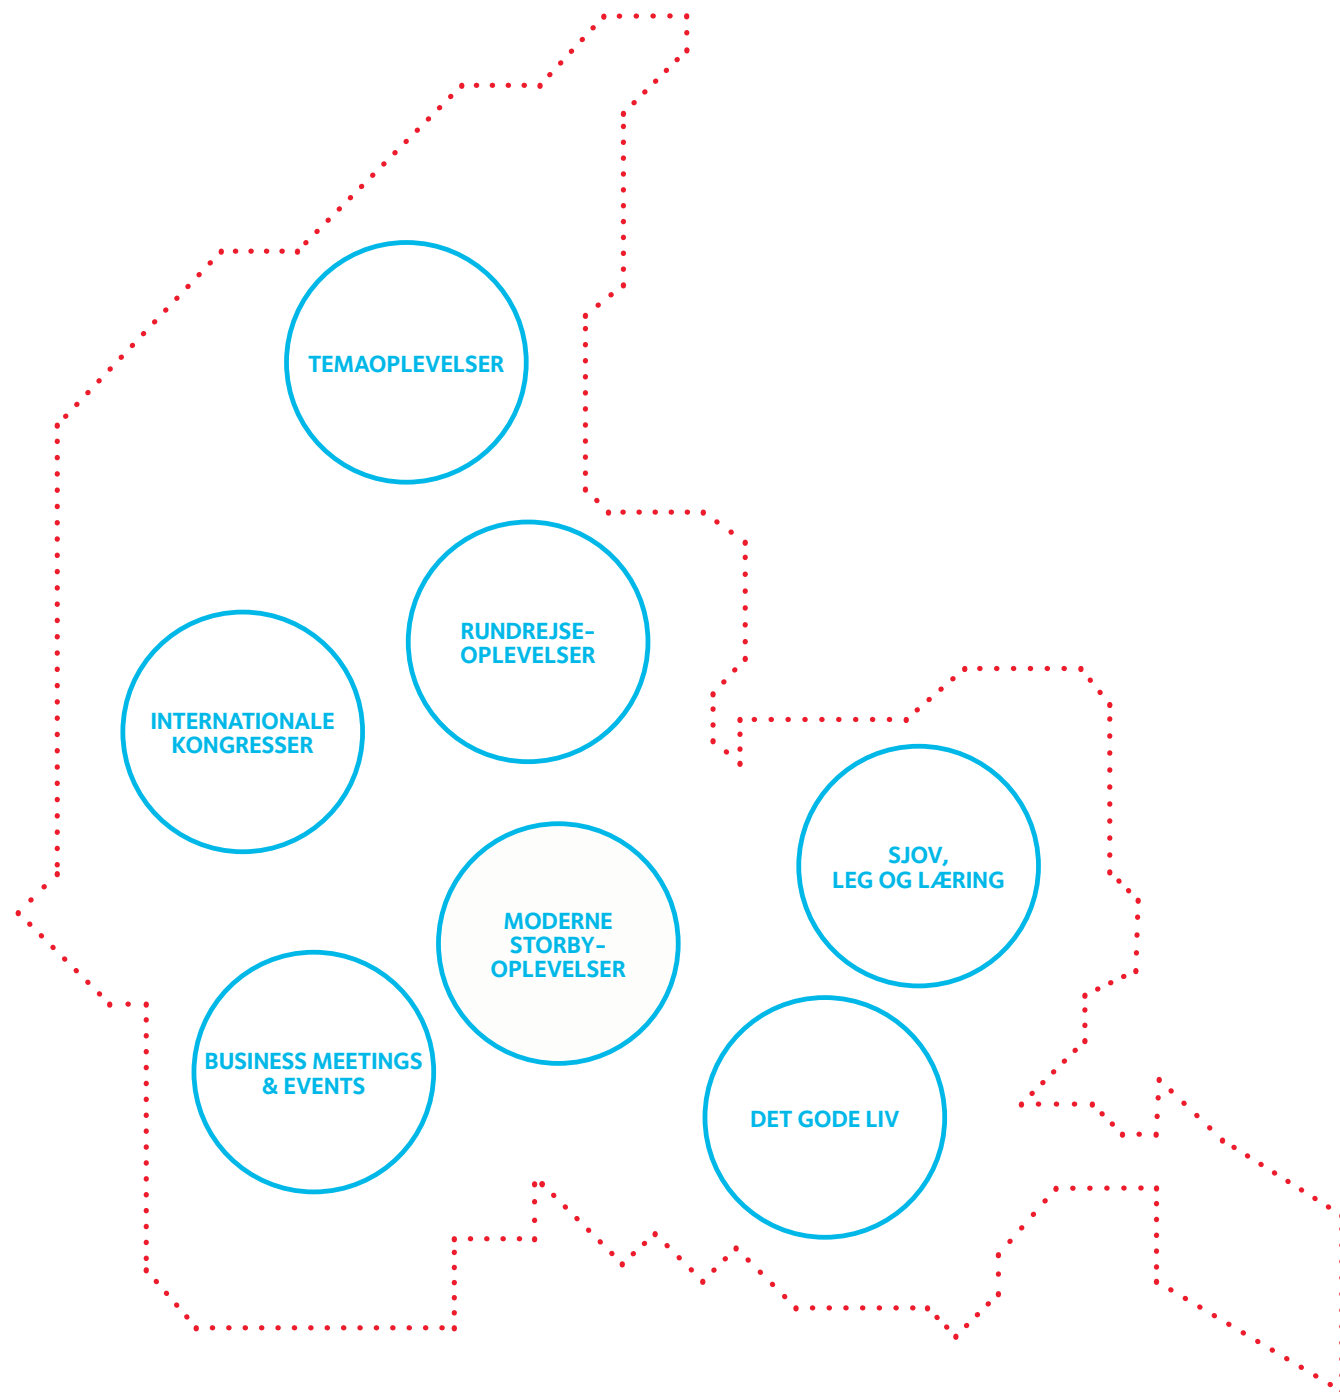 TEMAOPLEVELSER
RUNDREJSE-
OPLEVELSER
INTERNATIONALE
KONGRESSER
SJOV,
LEG OG LÆRING
MODERNE
STORBY-
OPLEVELSER
BUSINESS MEETINGS
& EVENTS
DET GODE LIV